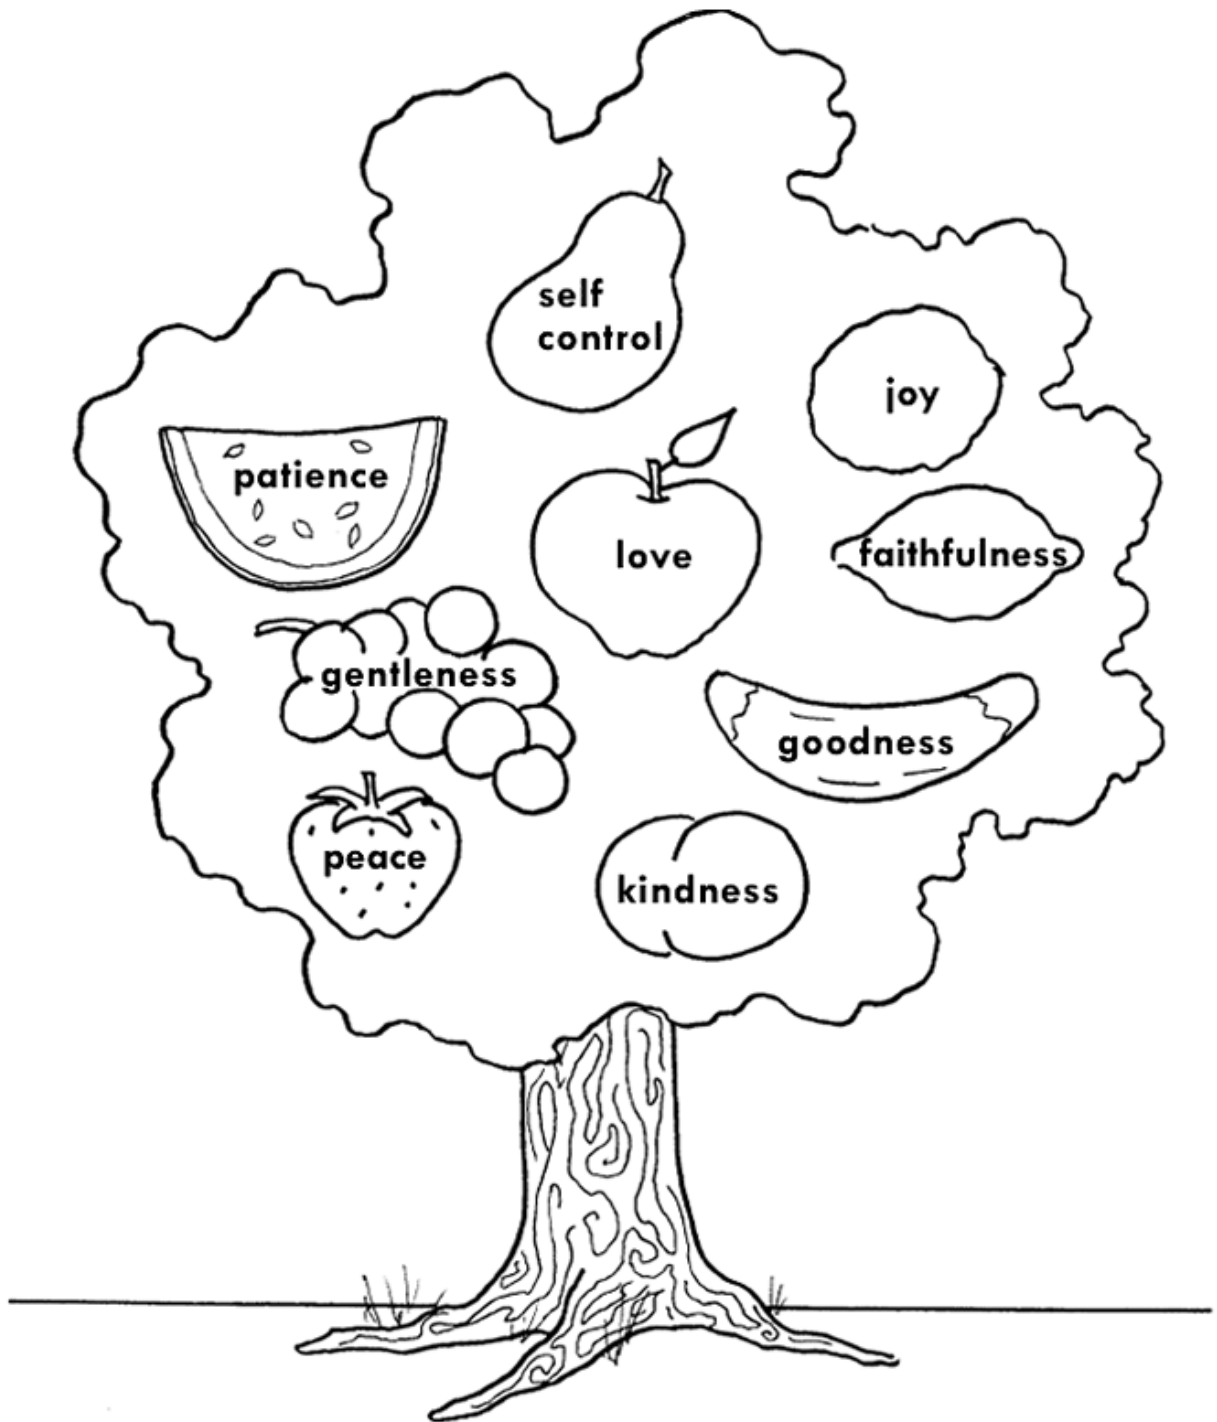 self
control
joy
patience
love
faithfulness
gentleness
goodness
peace
kindness